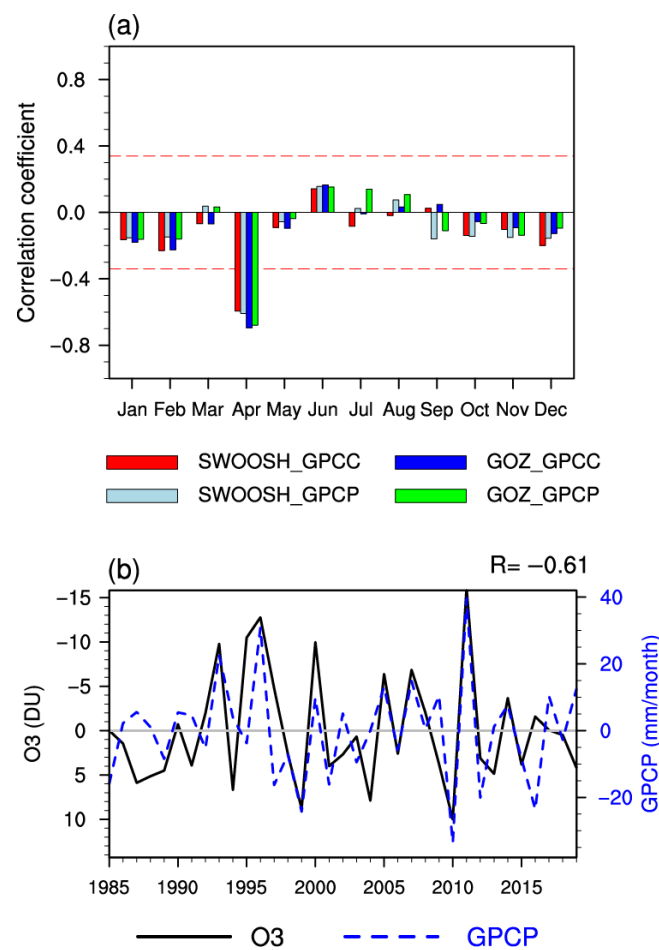 (a)
Correlation coefficient
0.8
0.4
0.0
−0.4
−0.8
Jan Feb Mar Apr May Jun Jul Aug Sep Oct Nov Dec
SWOOSH_GPCC GOZ_GPCC
SWOOSH_GPCP GOZ_GPCP
(b) R= −0.61
O3 (DU)
−15
−10
−5
0
5
10
40
20
0
−20
GPCP (mm/month)
1985 1990 1995 2000 2005 2010 2015
O3 GPCP